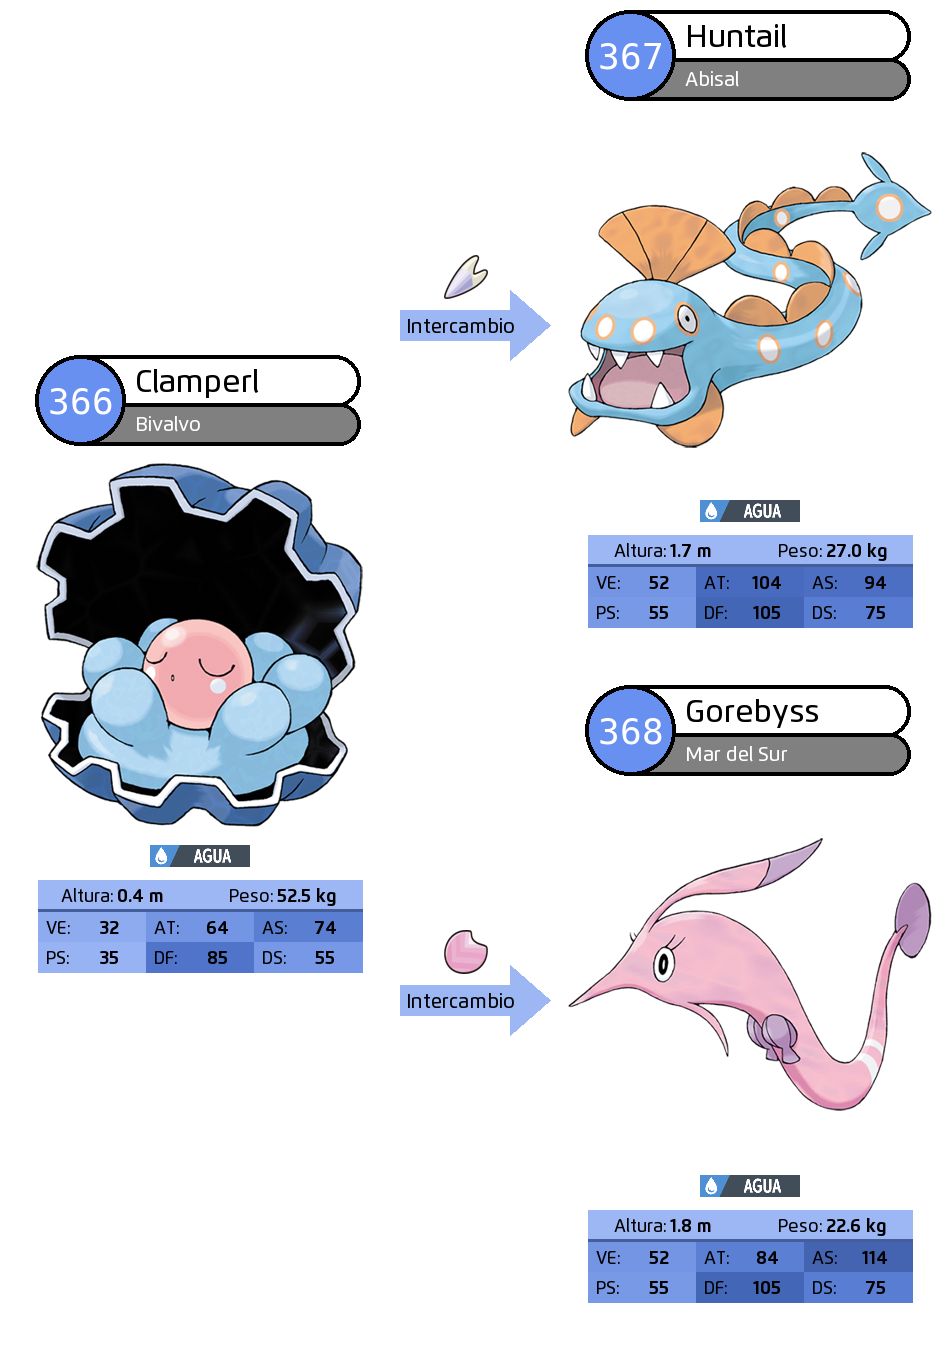 367
Huntail
Abisal
Intercambio
AGUA
Altura: 1.7 m Peso: 27.0 kg
VE: 52 AT: 104 AS: 94
PS: 55 DF: 105 DS: 75
366
Clamperl
Bivalvo
AGUA
Altura: 0.4 m Peso: 52.5 kg
VE: 32 AT: 64 AS: 74
PS: 35 DF: 85 DS: 55
368
Gorebyss
Mar del Sur
Intercambio
AGUA
Altura: 1.8 m Peso: 22.6 kg
VE: 52 AT: 84 AS: 114
PS: 55 DF: 105 DS: 75